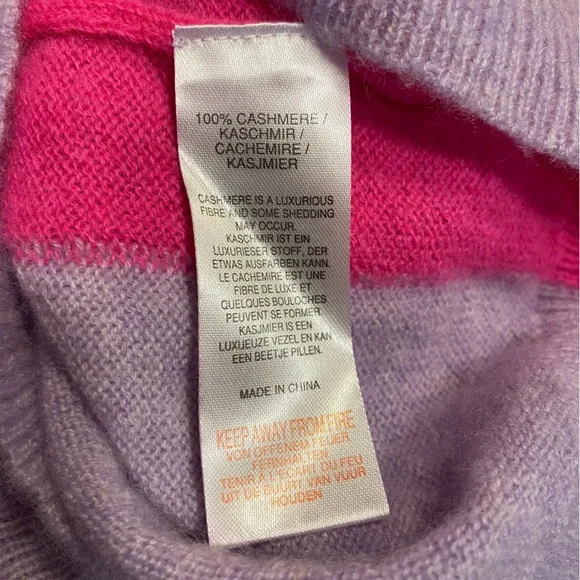 100% CASHMERE /
KASCHMIR /
CACHEMIRE /
KASJMIER
CASHMERE IS A LUXURIOUS
FIBRE AND SOME SHEDDING
MAY OCCUR.
KASCHMIR IST EIN
LUXURIESER STOFF, DER
ETWAS AUSFARBEN KANN.
LE CACHEMIRE EST UNE
FIBRE DE LUXE ET
QUELQUES BOULOCHES
PEUVENT SE FORMER.
KASJMIER IS EEN
LUXUEUZE VEZEL EN KAN
EEN BEETJE PILLEN.
MADE IN CHINA
KEEP AWAY FROM FIRE
VON OFFENEM FEUER
FERNHALTEN
TENIR A L'ECART DU FEU
UIT DE BUURT VAN VUUR
HOUDEN